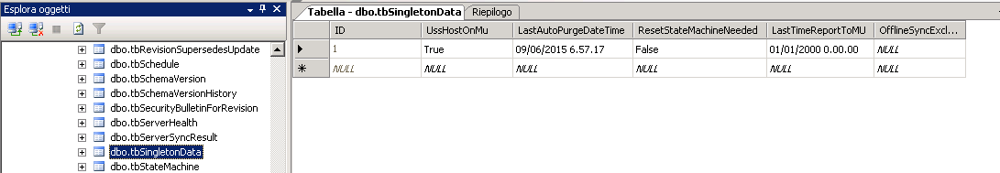 Esplora oggetti
dbo.tbRevisionSupersedesUpdate
dbo.tbSchedule
dbo.tbSchemaVersion
dbo.tbSchemaVersionHistory
dbo.tbSecurityBulletinForRevision
dbo.tbServerHealth
dbo.tbServerSyncResult
dbo.tbSingletonData
dbo.tbStateMachine
Tabella - dbo.tbSingletonData Riepilogo
ID UssHostOnMu LastAutoPurgeDateTime ResetStateMachineNeeded LastTimeReportToMU OfflineSyncExcl...
1 True 09/06/2015 6.57.17 False 01/01/2000 0.00.00 NULL
NULL NULL NULL NULL NULL NULL